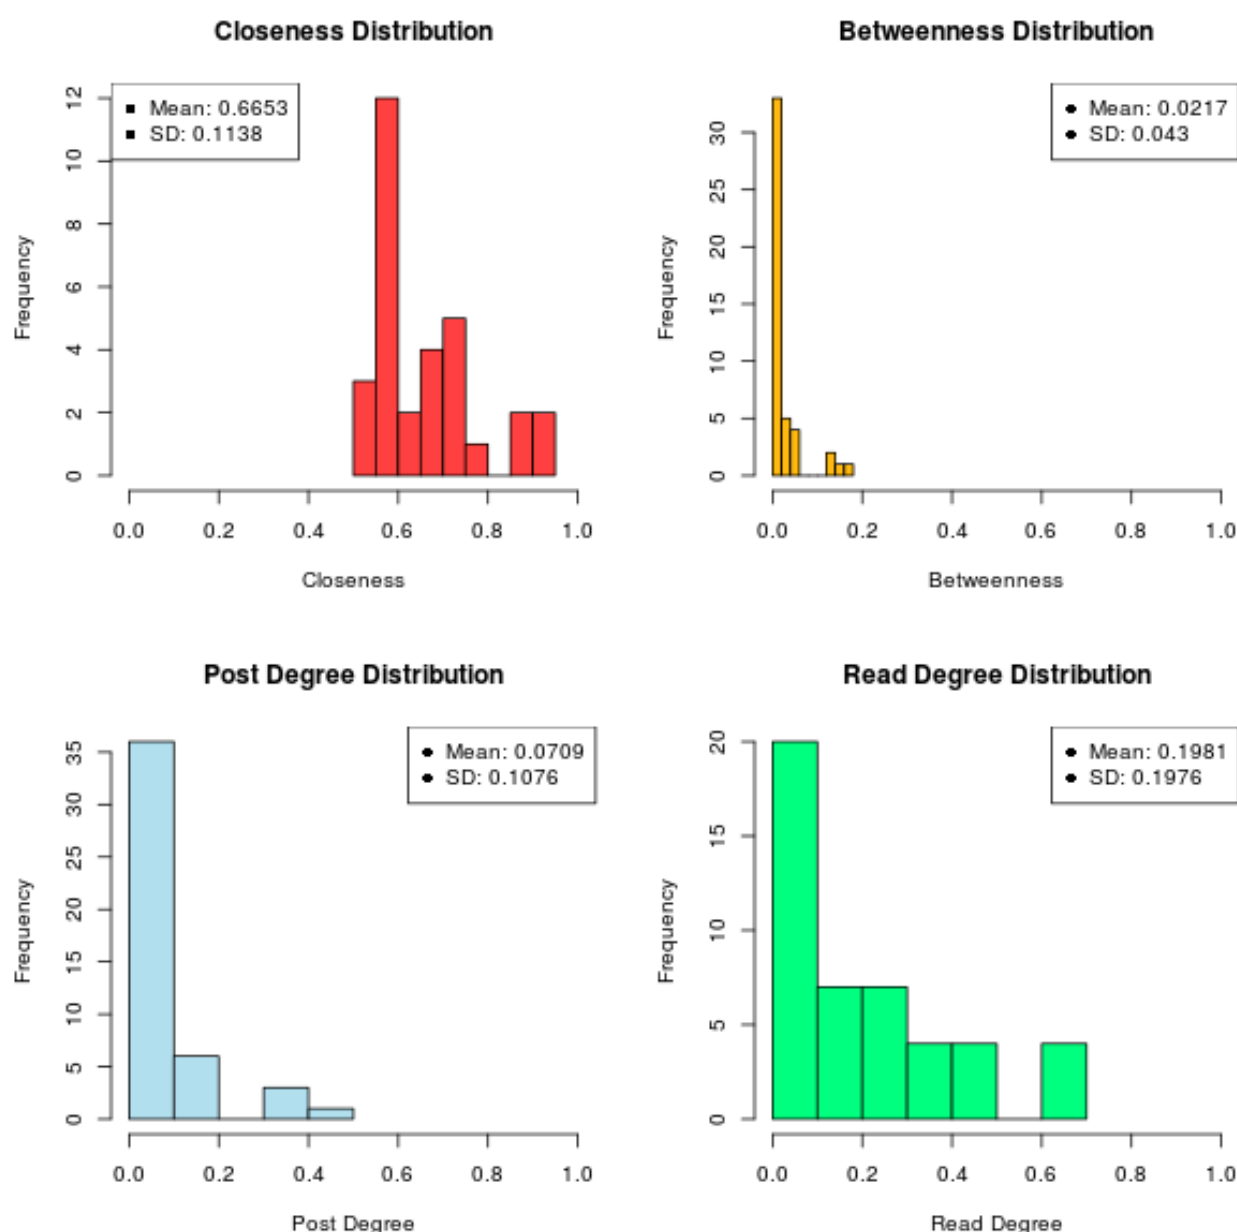 Closeness Distribution
Mean: 0.6653
SD: 0.1138
Frequency
0 2 4 6 8 10 12
0.0 0.2 0.4 0.6 0.8 1.0
Closeness
Betweenness Distribution
Mean: 0.0217
SD: 0.043
Frequency
0 5 10 15 20 25 30
0.0 0.2 0.4 0.6 0.8 1.0
Betweenness
Post Degree Distribution
Mean: 0.0709
SD: 0.1076
Frequency
0 5 10 15 20 25 30 35
0.0 0.2 0.4 0.6 0.8 1.0
Post Degree
Read Degree Distribution
Mean: 0.1981
SD: 0.1976
Frequency
0 5 10 15 20
0.0 0.2 0.4 0.6 0.8 1.0
Read Degree